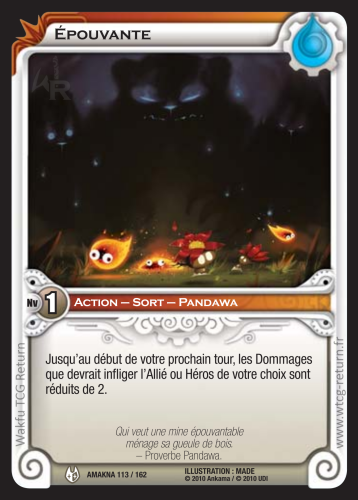 ÉPOUVANTE
Nv 1 ACTION – SORT – PANDAWA
Jusqu'au début de votre prochain tour, les Dommages
que devrait infliger l'Allié ou Héros de votre choix sont
réduits de 2.
Qui veut une mine épouvantable
ménage sa gueule de bois.
– Proverbe Pandawa.
AMAKNA 113 / 162
ILLUSTRATION : MADE
© 2010 Ankama / © 2010 UDI
Wakfu TCG Return
www.wtcg-return.fr